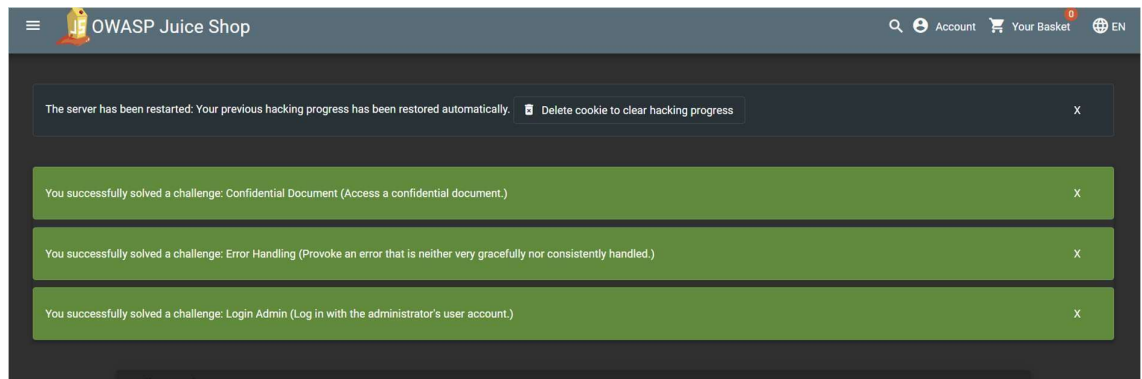 OWASP Juice Shop
Account
0
Your Basket
EN
The server has been restarted: Your previous hacking progress has been restored automatically.
Delete cookie to clear hacking progress
X
You successfully solved a challenge: Confidential Document (Access a confidential document.)
X
You successfully solved a challenge: Error Handling (Provoke an error that is neither very gracefully nor consistently handled.)
X
You successfully solved a challenge: Login Admin (Log in with the administrator's user account.)
X